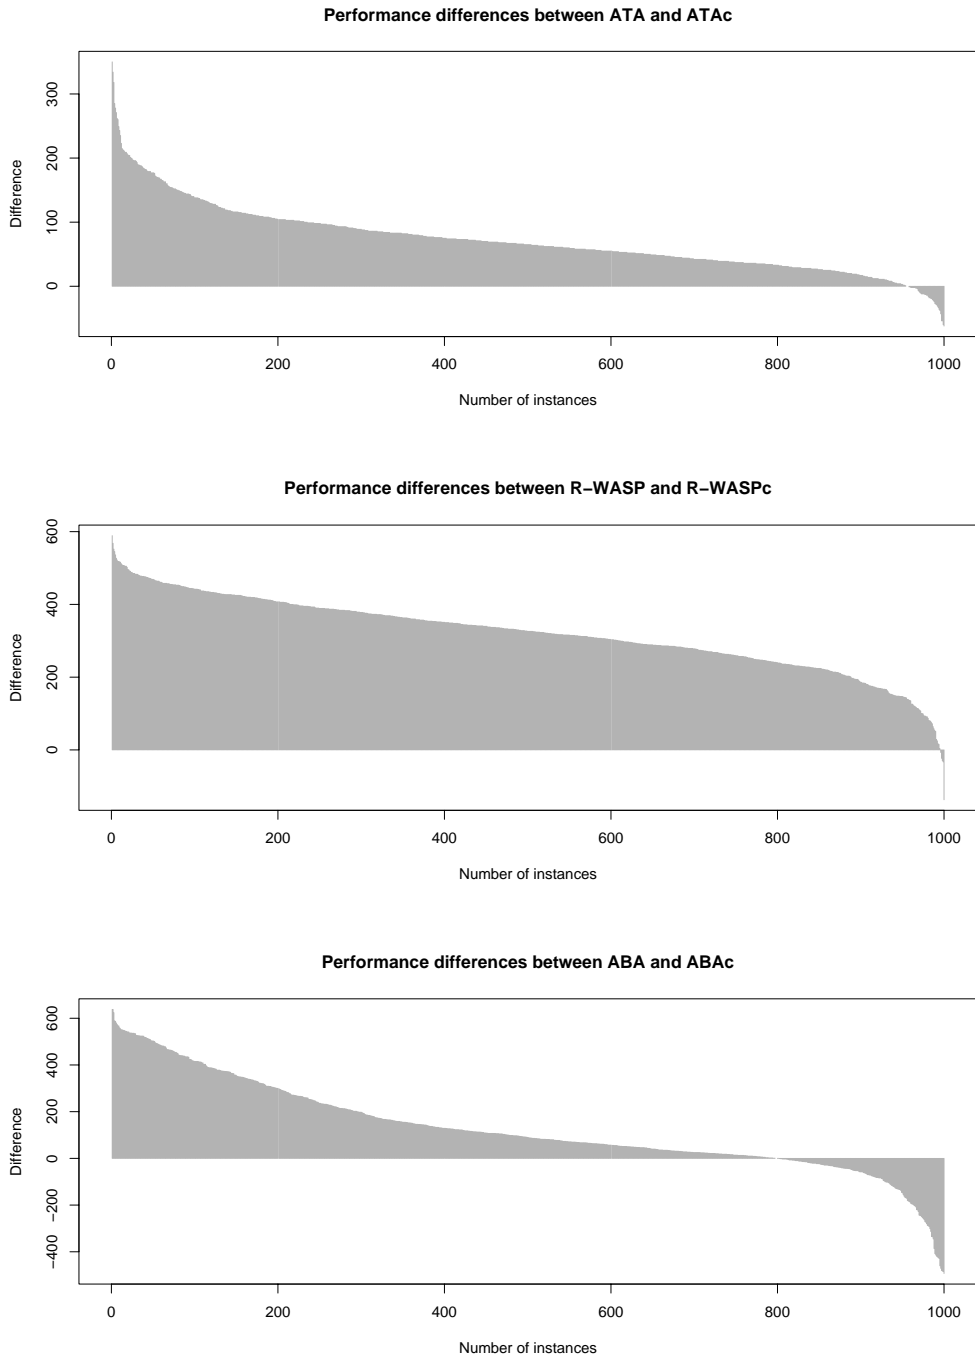 Performance differences between ATA and ATAc
300
200
100
0
Difference
0 200 400 600 800 1000
Number of instances
Performance differences between R−WASP and R−WASPc
600
400
200
0
Difference
0 200 400 600 800 1000
Number of instances
Performance differences between ABA and ABAc
600
400
200
0
−200
−400
Difference
0 200 400 600 800 1000
Number of instances